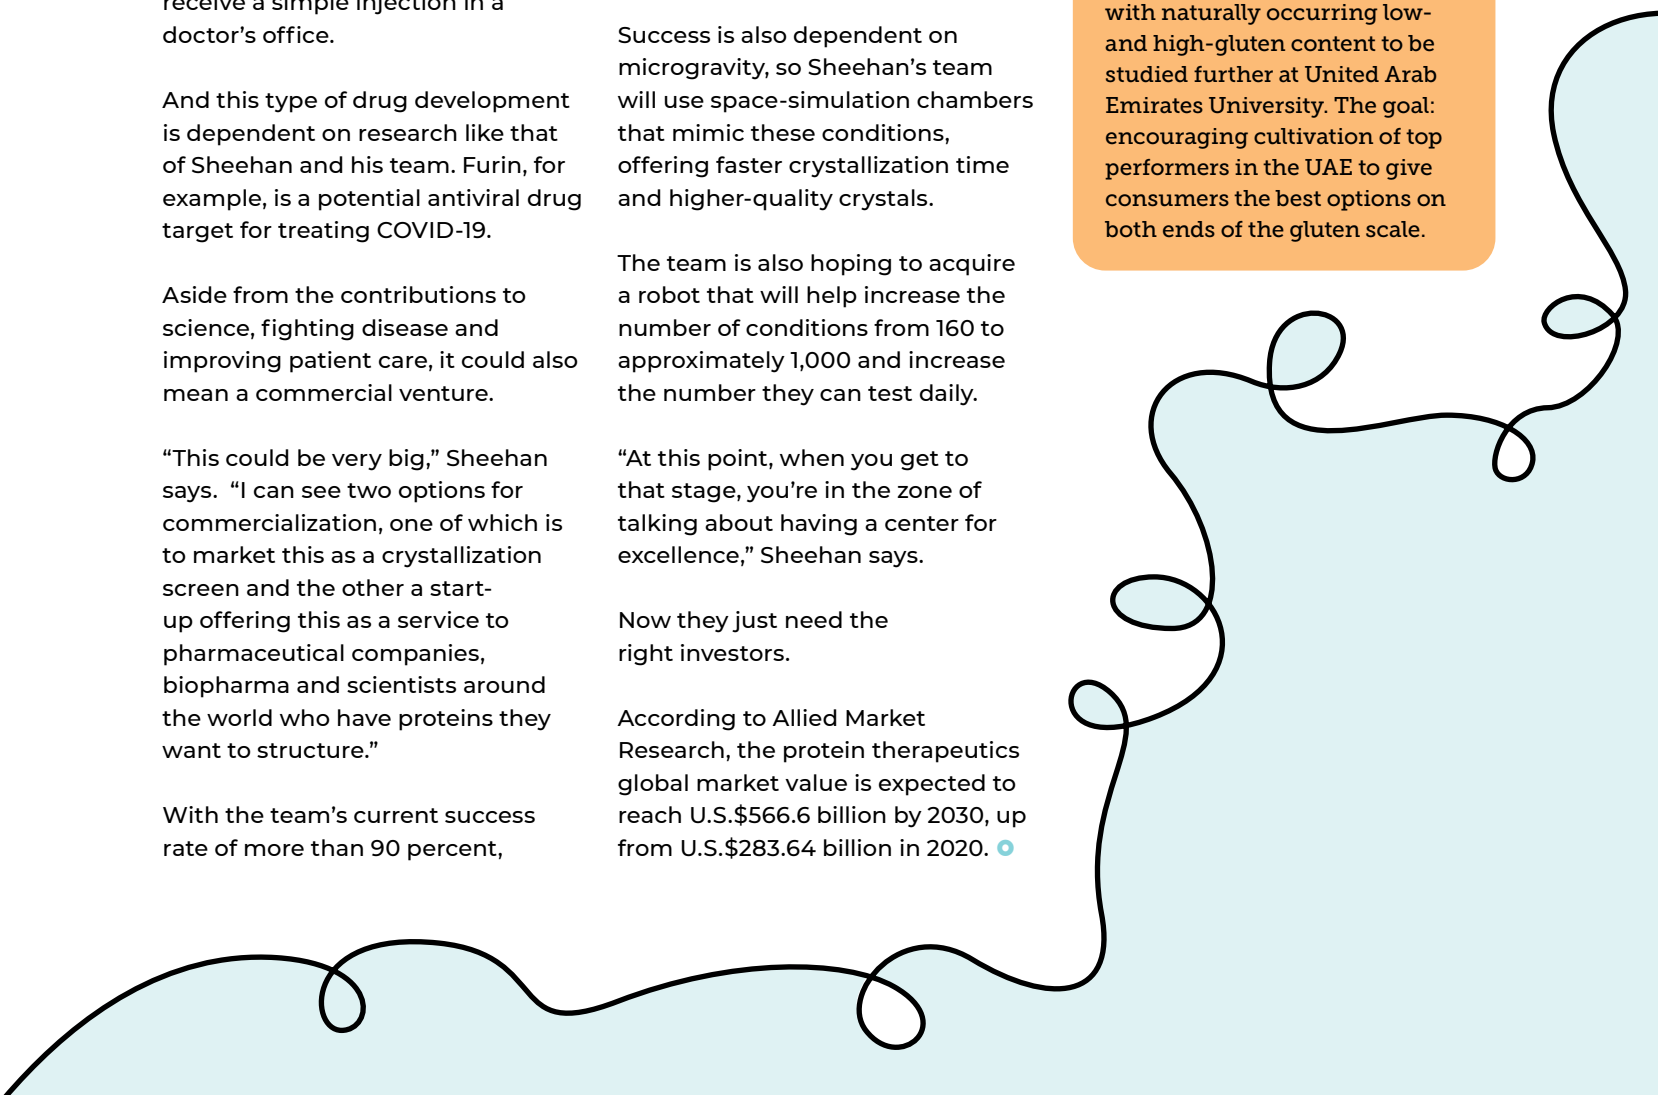 receive a simple injection in a
doctor’s office.
And this type of drug development
is dependent on research like that
of Sheehan and his team. Furin, for
example, is a potential antiviral drug
target for treating COVID-19.
Aside from the contributions to
science, fighting disease and
improving patient care, it could also
mean a commercial venture.
“This could be very big,” Sheehan
says.  “I can see two options for
commercialization, one of which is
to market this as a crystallization
screen and the other a start-
up offering this as a service to
pharmaceutical companies,
biopharma and scientists around
the world who have proteins they
want to structure.”
With the team’s current success
rate of more than 90 percent,
Success is also dependent on
microgravity, so Sheehan’s team
will use space-simulation chambers
that mimic these conditions,
offering faster crystallization time
and higher-quality crystals.
The team is also hoping to acquire
a robot that will help increase the
number of conditions from 160 to
approximately 1,000 and increase
the number they can test daily.
“At this point, when you get to
that stage, you’re in the zone of
talking about having a center for
excellence,” Sheehan says.
Now they just need the
right investors.
According to Allied Market
Research, the protein therapeutics
global market value is expected to
reach U.S.$566.6 billion by 2030, up
from U.S.$283.64 billion in 2020.
with naturally occurring low-
and high-gluten content to be
studied further at United Arab
Emirates University. The goal:
encouraging cultivation of top
performers in the UAE to give
consumers the best options on
both ends of the gluten scale.